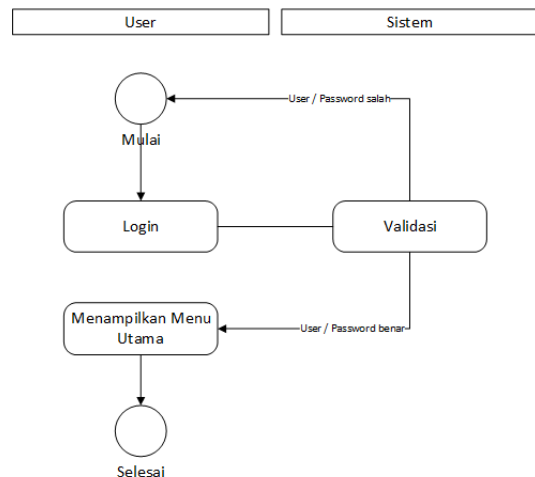 User
Sistem
User / Password salah
Mulai
Login
Validasi
Menampilkan Menu
Utama
User / Password benar
Selesai